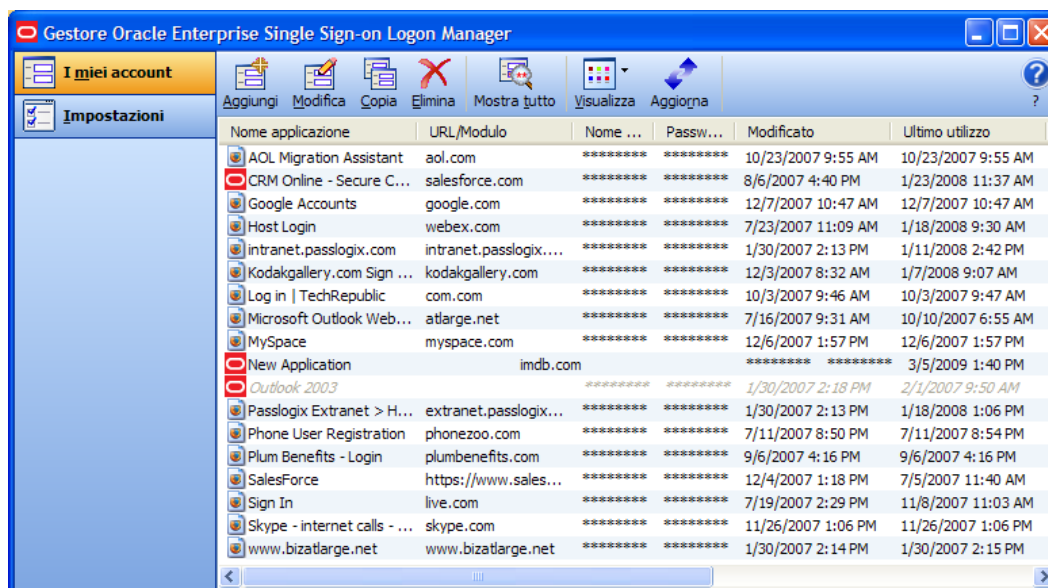 Gestore Oracle Enterprise Single Sign-on Logon Manager
I miei account
Impostazioni
Aggiungi Modifica Copia Elimina Mostra tutto Visualizza Aggiorna ?
Nome applicazione URL/Modulo Nome ... Passw... Modificato Ultimo utilizzo
AOL Migration Assistant aol.com ******** ******** 10/23/2007 9:55 AM 10/23/2007 9:55 AM
CRM Online - Secure C... salesforce.com ******** ******** 8/6/2007 4:40 PM 1/23/2008 11:37 AM
Google Accounts google.com ******** ******** 12/7/2007 10:47 AM 12/7/2007 10:47 AM
Host Login webex.com ******** ******** 7/23/2007 11:09 AM 1/18/2008 9:30 AM
intranet.passlogix.com intranet.passlogix.... ******** ******** 1/30/2007 2:13 PM 1/11/2008 2:42 PM
Kodakgallery.com Sign ... kodakgallery.com ******** ******** 12/3/2007 8:32 AM 1/7/2008 9:07 AM
Log in | TechRepublic com.com ******** ******** 10/3/2007 9:46 AM 10/3/2007 9:47 AM
Microsoft Outlook Web... atlarge.net ******** ******** 7/16/2007 9:31 AM 10/10/2007 6:55 AM
MySpace myspace.com ******** ******** 12/6/2007 1:57 PM 12/6/2007 1:57 PM
New Application imdb.com ******** ******** 3/5/2009 1:40 PM
Outlook 2003 ******** ******** 1/30/2007 2:18 PM 2/1/2007 9:50 AM
Passlogix Extranet > H... extranet.passlogix... ******** ******** 1/30/2007 2:13 PM 1/18/2008 1:06 PM
Phone User Registration phonezoo.com ******** ******** 7/11/2007 8:50 PM 7/11/2007 8:54 PM
Plum Benefits - Login plumbenefits.com ******** ******** 9/6/2007 4:16 PM 9/6/2007 4:16 PM
SalesForce https://www.sales... ******** ******** 12/4/2007 1:18 PM 7/5/2007 11:40 AM
Sign In live.com ******** ******** 7/19/2007 2:29 PM 11/8/2007 11:03 AM
Skype - internet calls - ... skype.com ******** ******** 11/26/2007 1:06 PM 11/26/2007 1:06 PM
www.bizatlarge.net www.bizatlarge.net ******** ******** 1/30/2007 2:14 PM 1/30/2007 2:15 PM